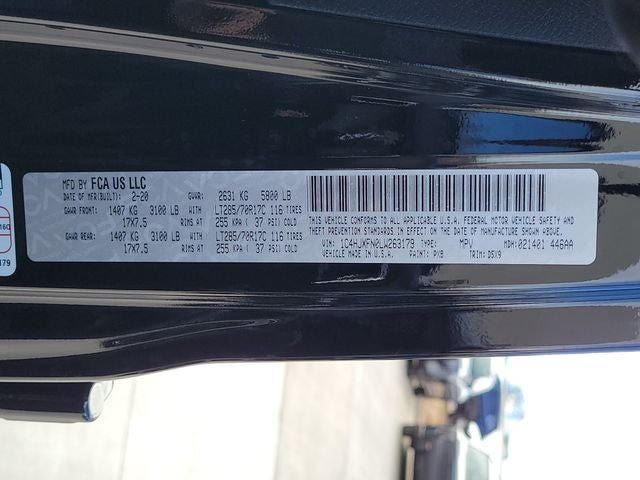 MFD BY FCA US LLC
DATE OF MFR(BUILT): 2-20 GVWR: 2631 KG 5800 LB
GAWR FRONT: 1407 KG 3100 LB WITH LT285/70R17C 116 TIRES
17X7.5 RIMS AT 255 KPA ( 37 PSI) COLD
GAWR REAR: 1407 KG 3100 LB WITH LT285/70R17C 116 TIRES
17X7.5 RIMS AT 255 KPA ( 37 PSI) COLD
THIS VEHICLE CONFORMS TO ALL APPLICABLE U.S.A. FEDERAL MOTOR VEHICLE SAFETY AND
THEFT PREVENTION STANDARDS IN EFFECT ON THE DATE OF MANUFACTURE SHOWN ABOVE.
VIN: 1C4HJXFN0LW263179 TYPE: MPV MDH: 021401 446AA
VEHICLE MADE IN U.S.A. PAINT: PX8 TRIM: D5X9
179